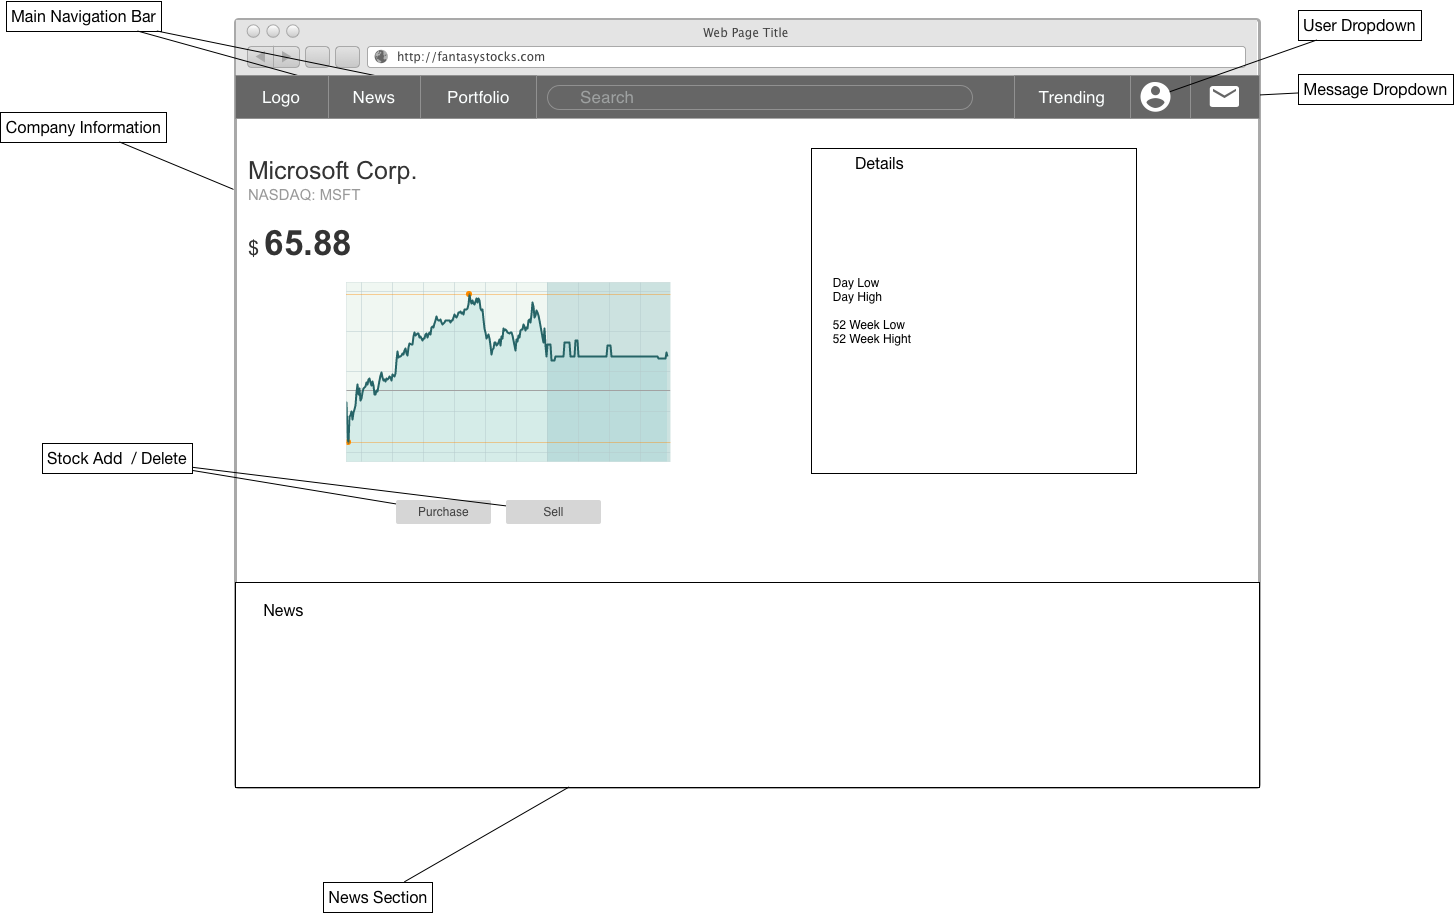 Main Navigation Bar
User Dropdown
Web Page Title
http://fantasystocks.com
Message Dropdown
Logo
News
Portfolio
Search
Trending
Company Information
Microsoft Corp.
NASDAQ: MSFT
$ 65.88
Details
Day Low
Day High
52 Week Low
52 Week Hight
Stock Add / Delete
Purchase
Sell
News
News Section